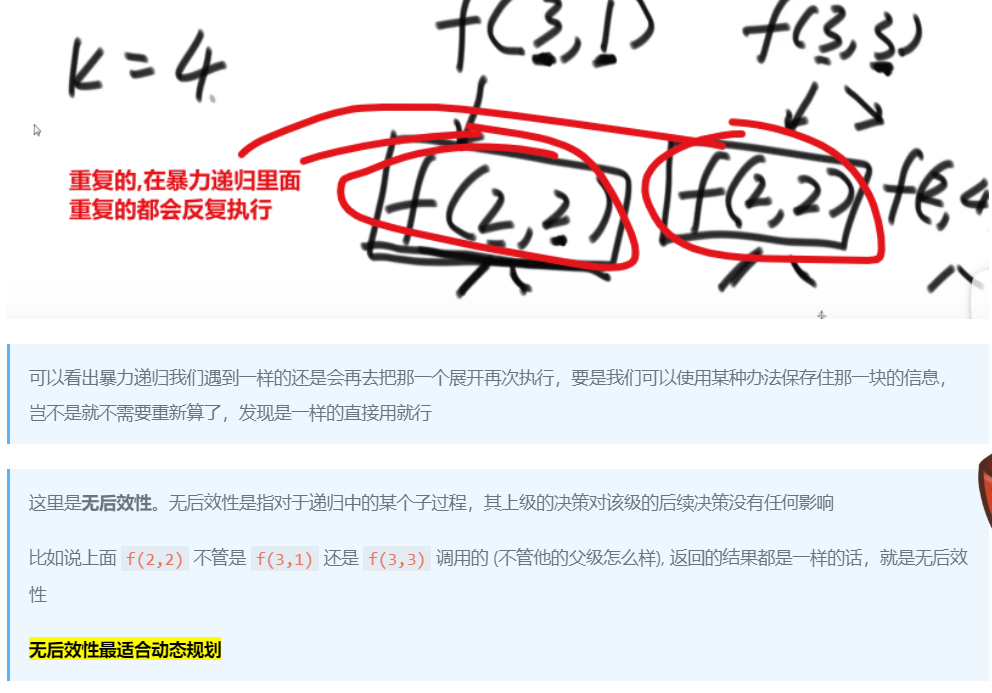 f(3,1) f(3,3)
k = 4
重复的,在暴力递归里面
重复的都会反复执行
f(2,2) f(2,2) f(2,4
可以看出暴力递归我们遇到一样的还是会再去把那一个展开再次执行，要是我们可以使用某种办法保存住那一块的信息，
岂不是就不需要重新算了，发现是一样的直接用就行
这里是无后效性。无后效性是指对于递归中的某个子过程，其上级的决策对该级的后续决策没有任何影响
比如说上面 f(2,2) 不管是 f(3,1) 还是 f(3,3) 调用的 (不管他的父级怎么样), 返回的结果都是一样的话，就是无后效
性
无后效性最适合动态规划